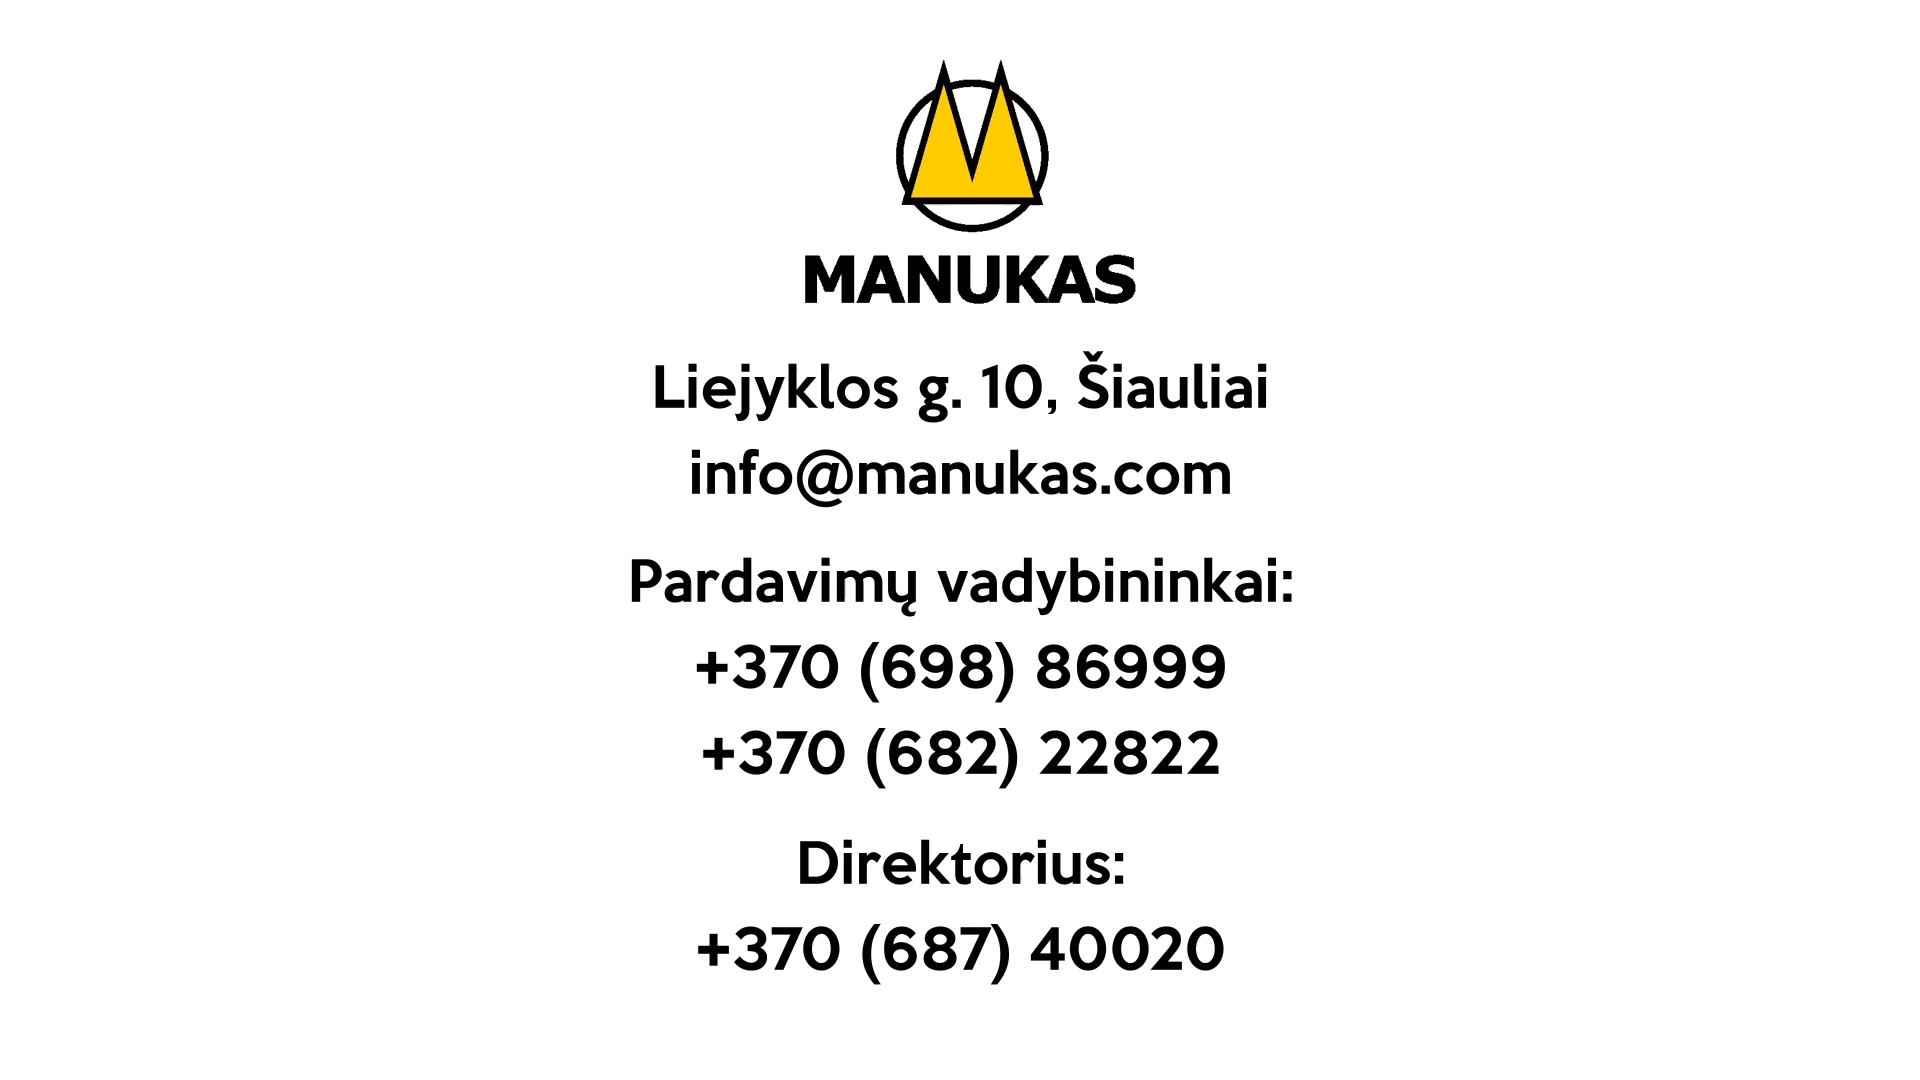 MANUKAS
Liejyklos g. 10, Šiauliai
info@manukas.com
Pardavimų vadybininkai:
+370 (698) 86999
+370 (682) 22822
Direktorius:
+370 (687) 40020